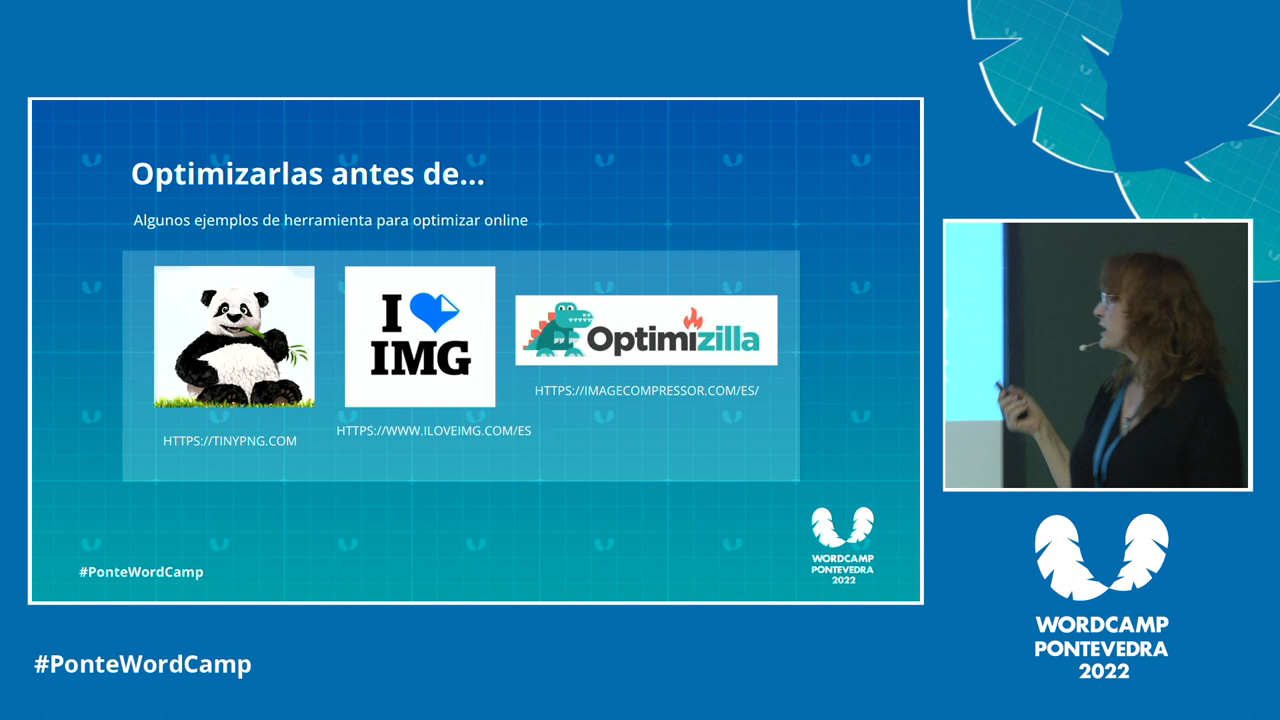 Optimizarlas antes de...
Algunos ejemplos de herramienta para optimizar online
I
IMG
Optimizilla
HTTPS://TINYPNG.COM
HTTPS://WWW.ILOVEIMG.COM/ES
HTTPS://IMAGECOMPRESSOR.COM/ES/
#PonteWordCamp
WORDCAMP
PONTEVEDRA
2022
#PonteWordCamp
WORDCAMP
PONTEVEDRA
2022